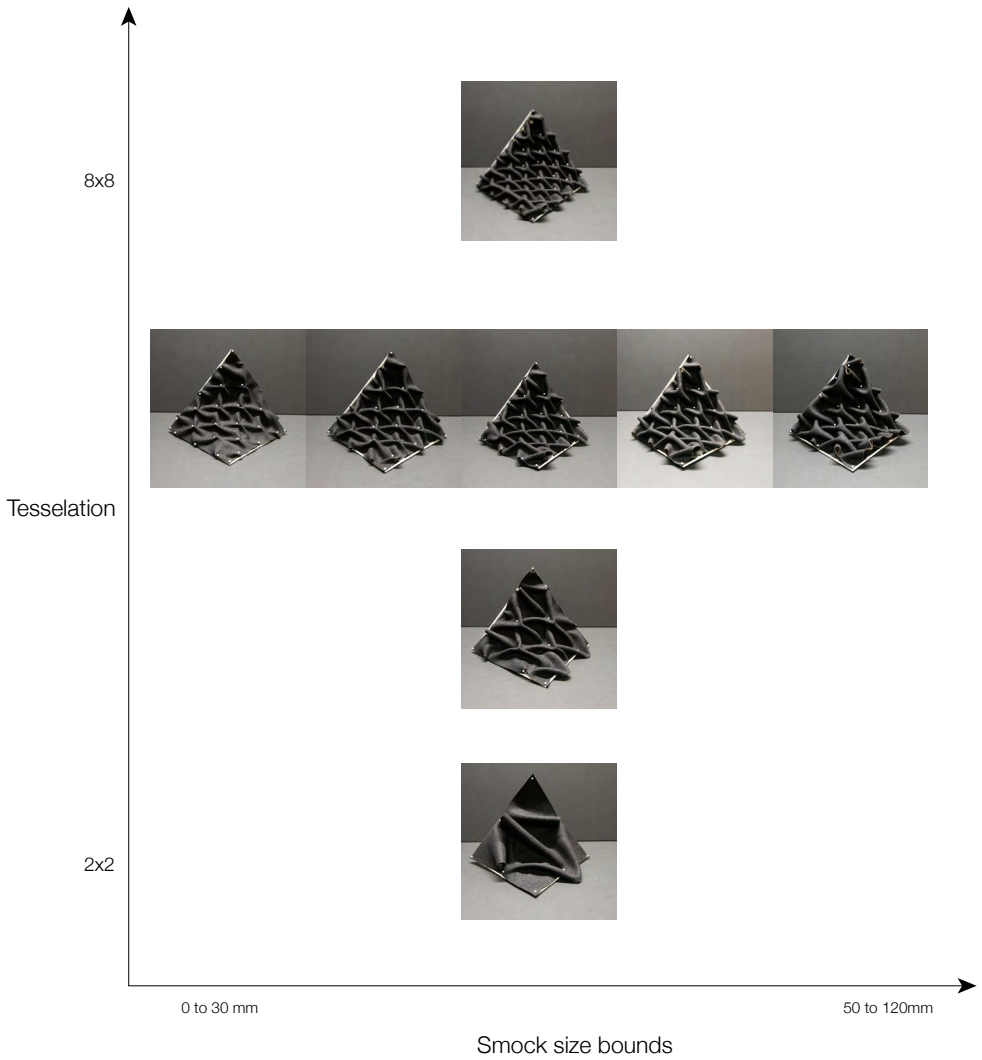 8x8
Tesselation
2x2
0 to 30 mm
50 to 120mm
Smock size bounds